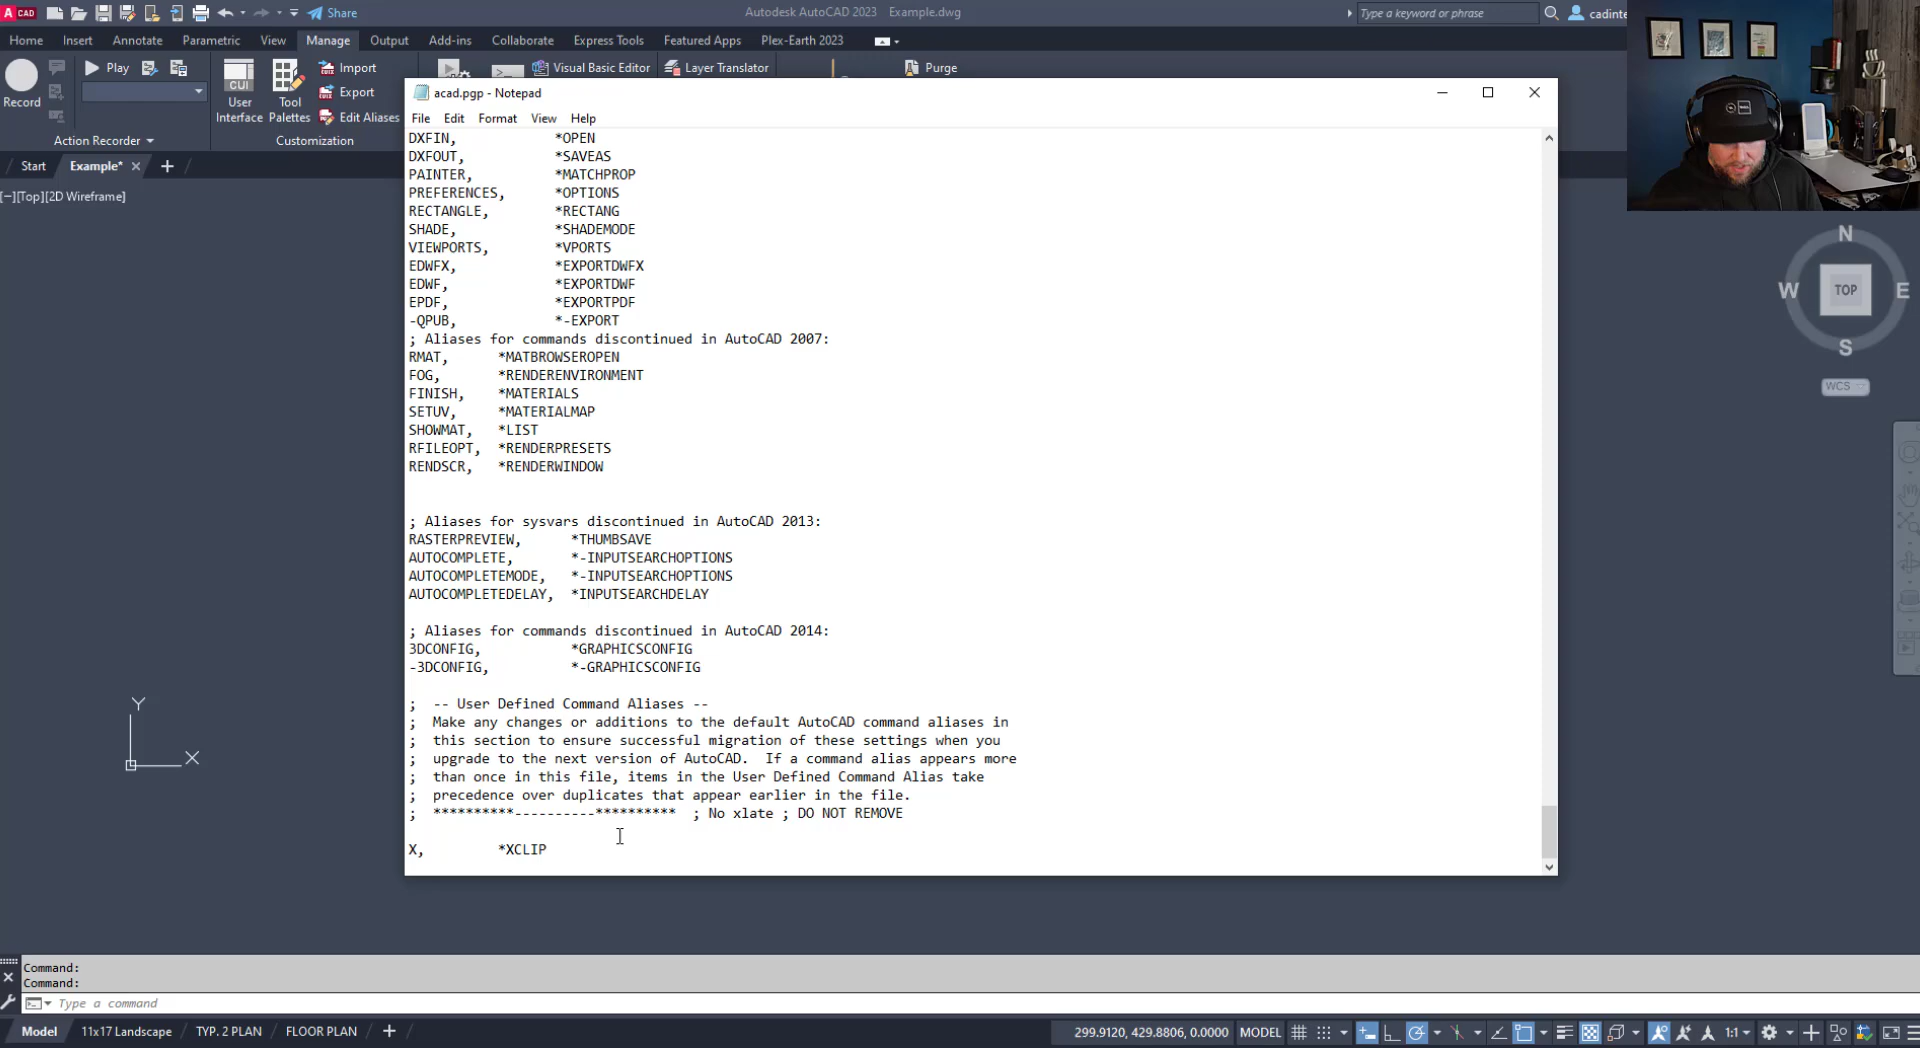 A CAD
Share
Autodesk AutoCAD 2023 Example.dwg
Type a keyword or phrase
cadinte
Home Insert Annotate Parametric View Manage Output Add-ins Collaborate Express Tools Featured Apps Plex-Earth 2023
Record
Play
CUI
User
Interface
Tool
Palettes
Import
Export
Edit Aliases
Visual Basic Editor
Layer Translator
Purge
Action Recorder
Customization
Start Example*
[−][Top][2D Wireframe]
acad.pgp - Notepad
File Edit Format View Help
DXFIN, *OPEN
DXFOUT, *SAVEAS
PAINTER, *MATCHPROP
PREFERENCES, *OPTIONS
RECTANGLE, *RECTANG
SHADE, *SHADEMODE
VIEWPORTS, *VPORTS
EDWFX, *EXPORTDWFX
EDWF, *EXPORTDWF
EPDF, *EXPORTPDF
-QPUB, *-EXPORT
; Aliases for commands discontinued in AutoCAD 2007:
RMAT, *MATBROWSEROPEN
FOG, *RENDERENVIRONMENT
FINISH, *MATERIALS
SETUV, *MATERIALMAP
SHOWMAT, *LIST
RFILEOPT, *RENDERPRESETS
RENDSCR, *RENDERWINDOW
; Aliases for sysvars discontinued in AutoCAD 2013:
RASTERPREVIEW, *THUMBSAVE
AUTOCOMPLETE, *-INPUTSEARCHOPTIONS
AUTOCOMPLETEMODE, *-INPUTSEARCHOPTIONS
AUTOCOMPLETEDELAY, *INPUTSEARCHDELAY
; Aliases for commands discontinued in AutoCAD 2014:
3DCONFIG, *GRAPHICSCONFIG
-3DCONFIG, *-GRAPHICSCONFIG
; -- User Defined Command Aliases --
; Make any changes or additions to the default AutoCAD command aliases in
; this section to ensure successful migration of these settings when you
; upgrade to the next version of AutoCAD. If a command alias appears more
; than once in this file, items in the User Defined Command Alias take
; precedence over duplicates that appear earlier in the file.
; **********----------********** ; No xlate ; DO NOT REMOVE
X, *XCLIP
N
W TOP E
S
WCS
Y
X
Command:
Command:
Type a command
Model 11x17 Landscape TYP. 2 PLAN FLOOR PLAN
299.9120, 429.8806, 0.0000 MODEL 1:1